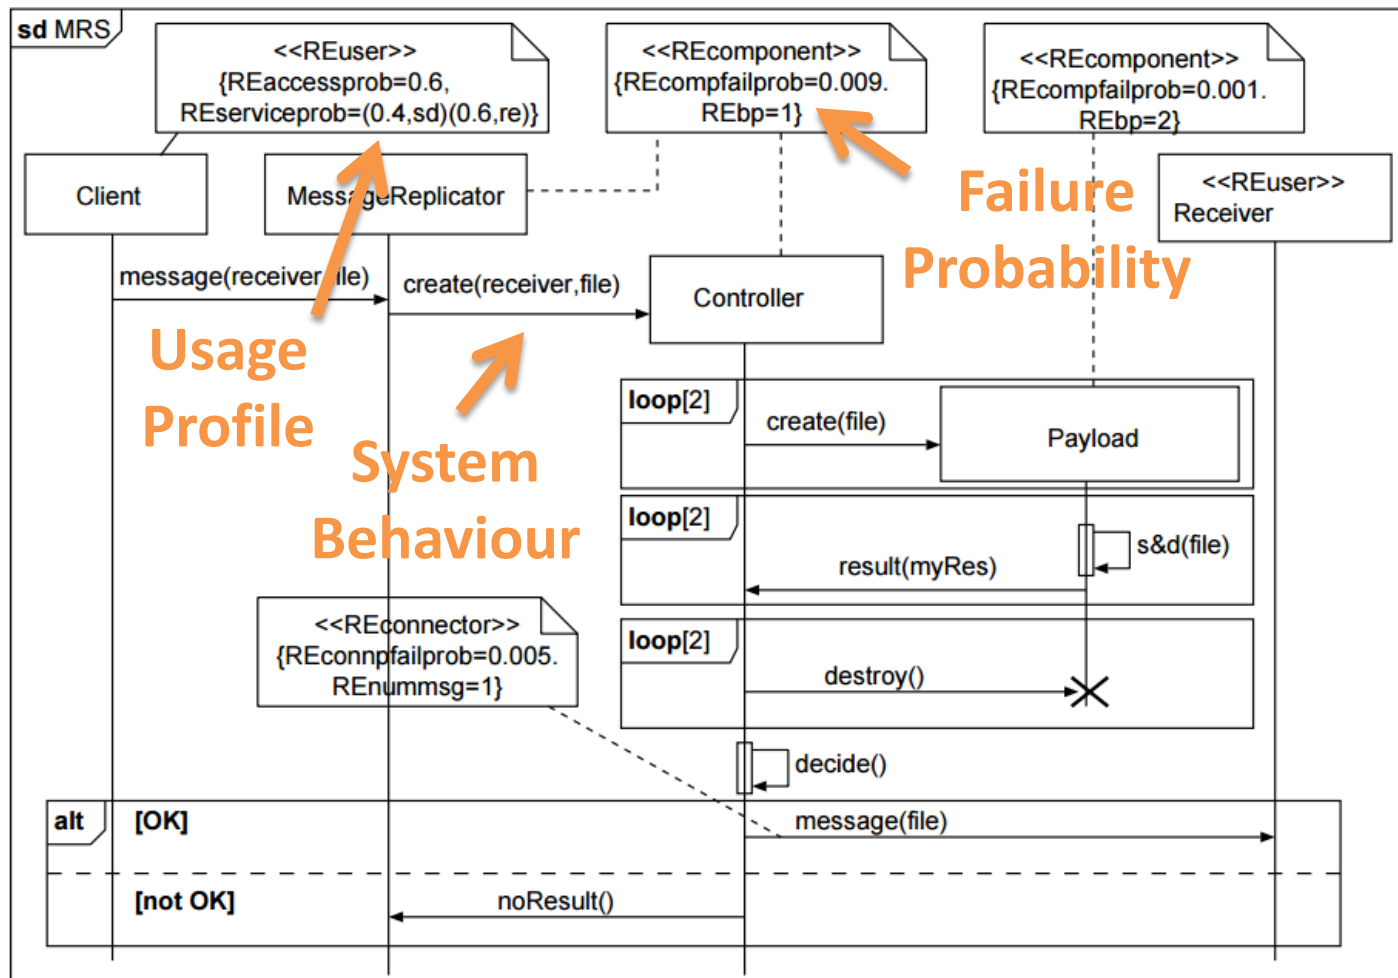 sd MRS
<<REuser>>
{REaccessprob=0.6,
REserviceprob=(0.4,sd)(0.6,re)}
<<REcomponent>>
{REcompfailprob=0.009.
REbp=1}
<<REcomponent>>
{REcompfailprob=0.001.
REbp=2}
Client
MessageReplicator
<<REuser>>
Receiver
Failure
Probability
message(receiver,file)
create(receiver,file)
Controller
Usage
Profile
System
Behaviour
loop[2]
create(file)
Payload
loop[2]
s&d(file)
result(myRes)
<<REconnector>>
{REconnpfailprob=0.005.
REnummsg=1}
loop[2]
destroy()
decide()
alt
[OK]
message(file)
[not OK]
noResult()